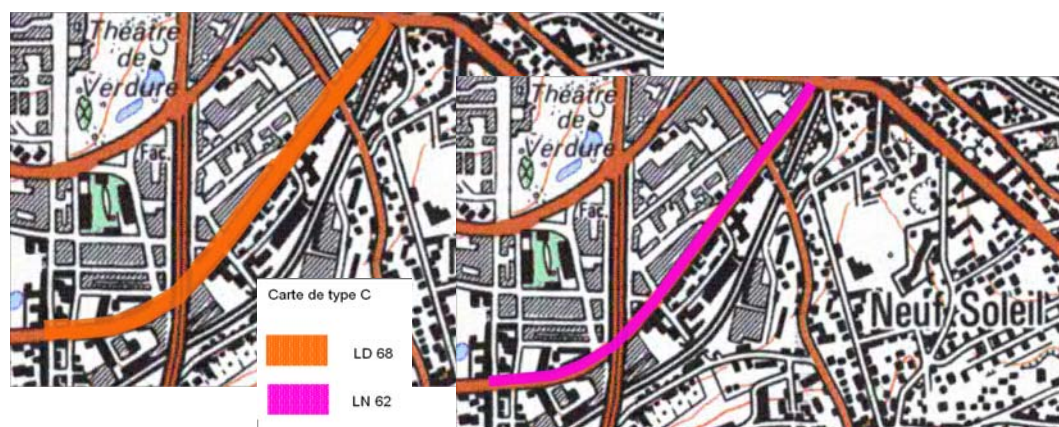 Théâtre
de
Verdure
Fac.
Théâtre
de
Verdure
Fac.
Neuf Soleil
Carte de type C
LD 68
LN 62